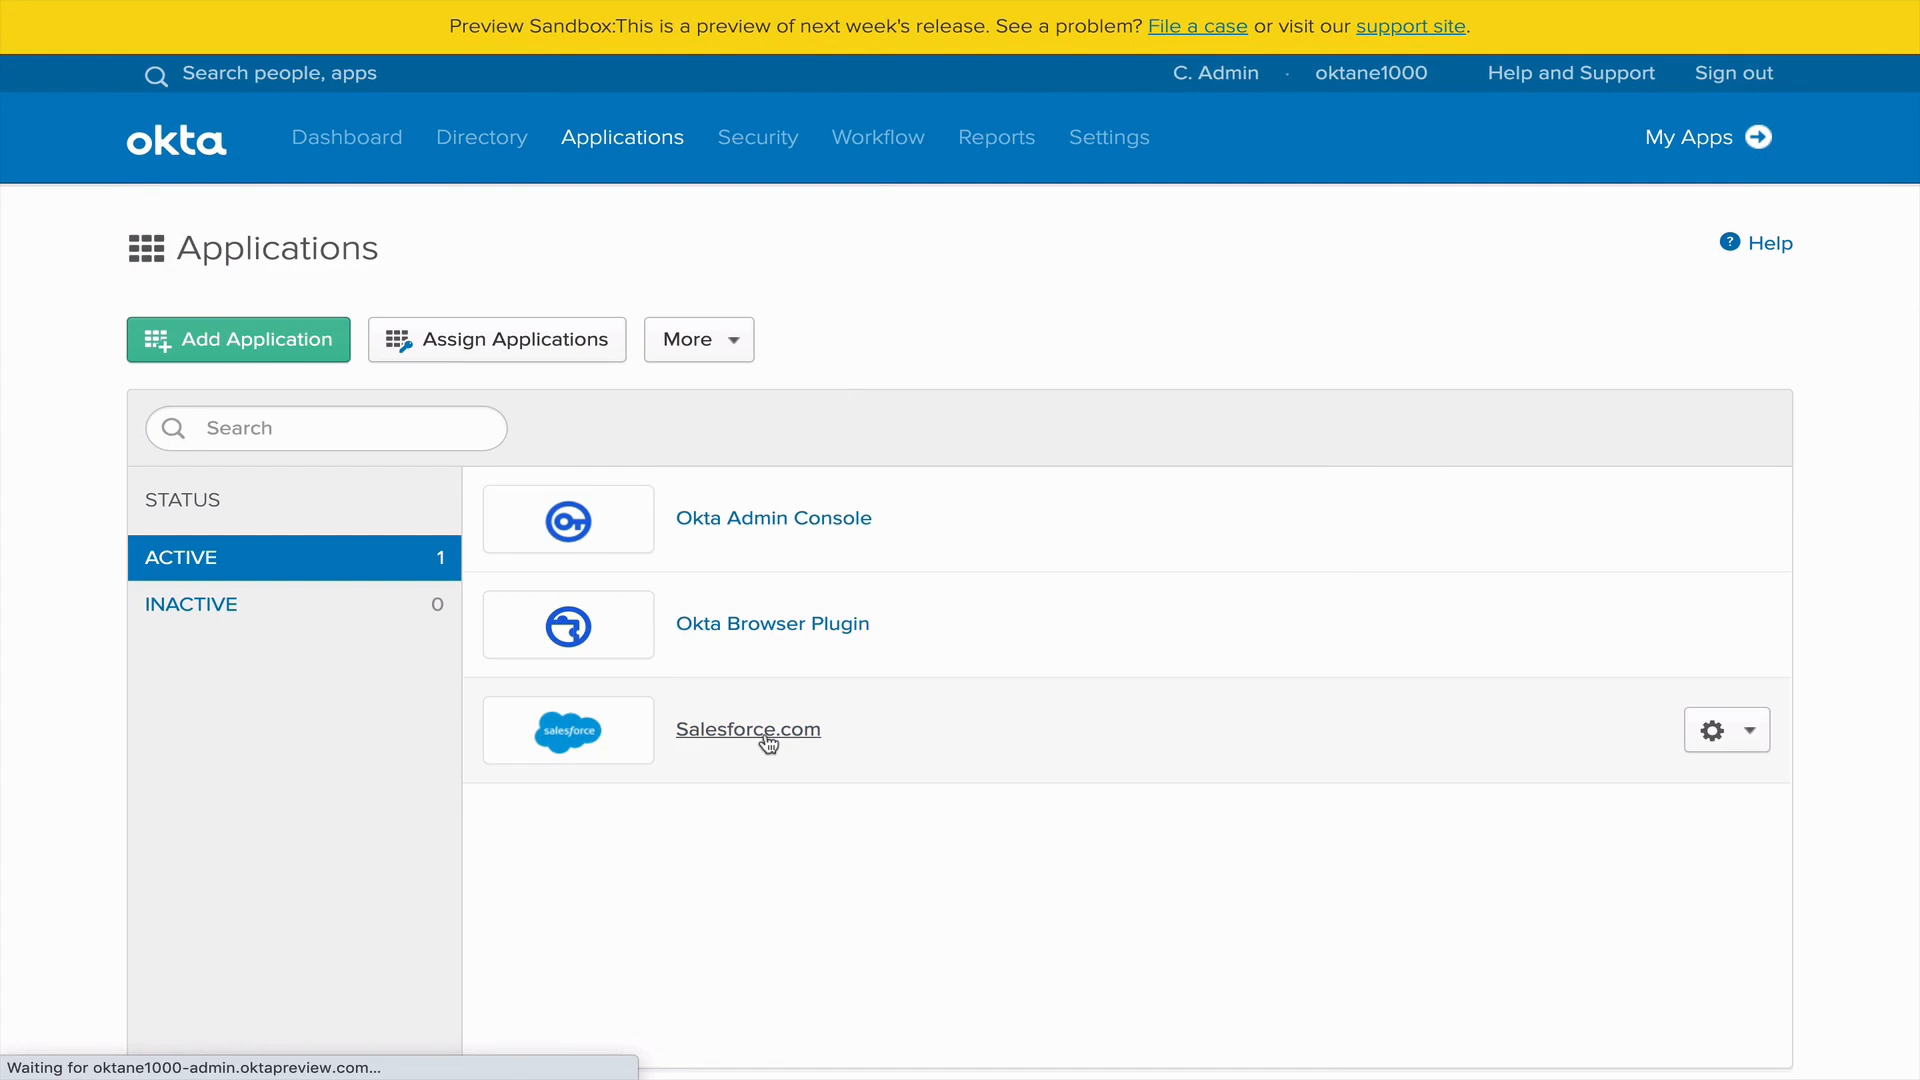 Preview Sandbox:This is a preview of next week's release. See a problem? File a case or visit our support site.
Search people, apps
C. Admin · oktane1000 Help and Support Sign out
okta Dashboard Directory Applications Security Workflow Reports Settings My Apps
Applications
? Help
Add Application Assign Applications More
Search
STATUS
ACTIVE 1
INACTIVE 0
Okta Admin Console
Okta Browser Plugin
salesforce Salesforce.com
Waiting for oktane1000-admin.oktapreview.com...